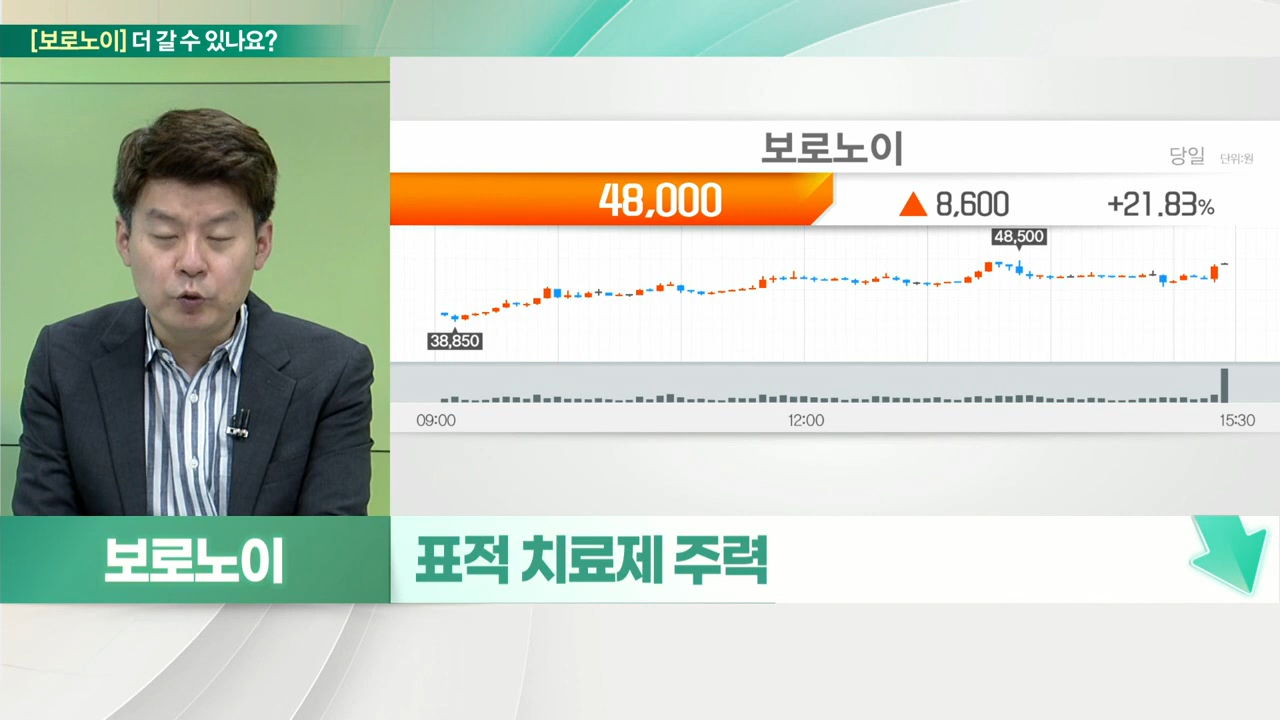 [보로노이] 더 갈 수 있나요?
보로노이
당일 단위:원
48,000 ▲ 8,600 +21.83%
48,500
38,850
09:00 12:00 15:30
보로노이 표적 치료제 주력